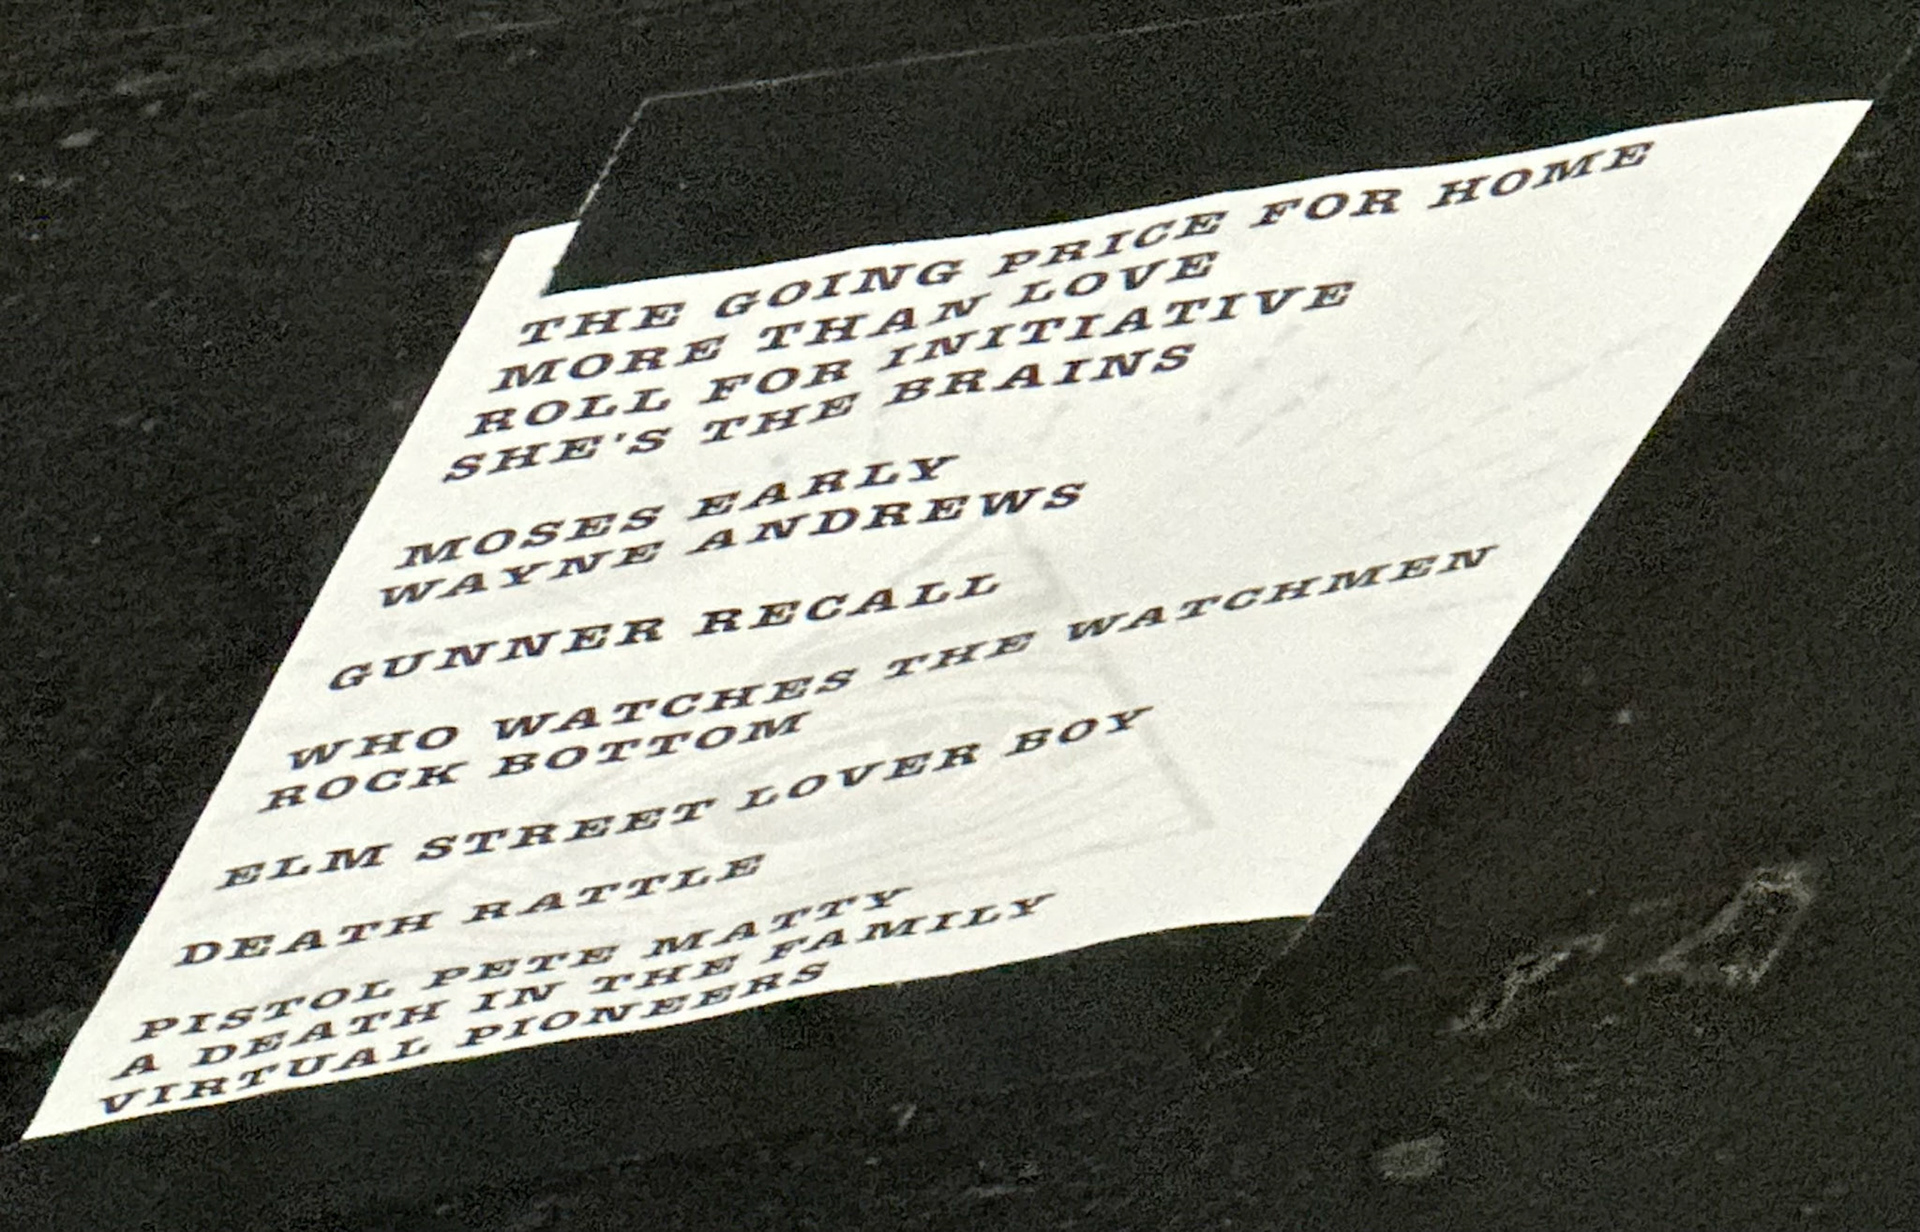 THE GOING PRICE FOR HOME
MORE THAN LOVE
ROLL FOR INITIATIVE
SHE'S THE BRAINS
MOSES EARLY
WAYNE ANDREWS
GUNNER RECALL
WHO WATCHES THE WATCHMEN
ROCK BOTTOM
ELM STREET LOVER BOY
DEATH RATTLE
PISTOL PETE MATTY
A DEATH IN THE FAMILY
VIRTUAL PIONEERS